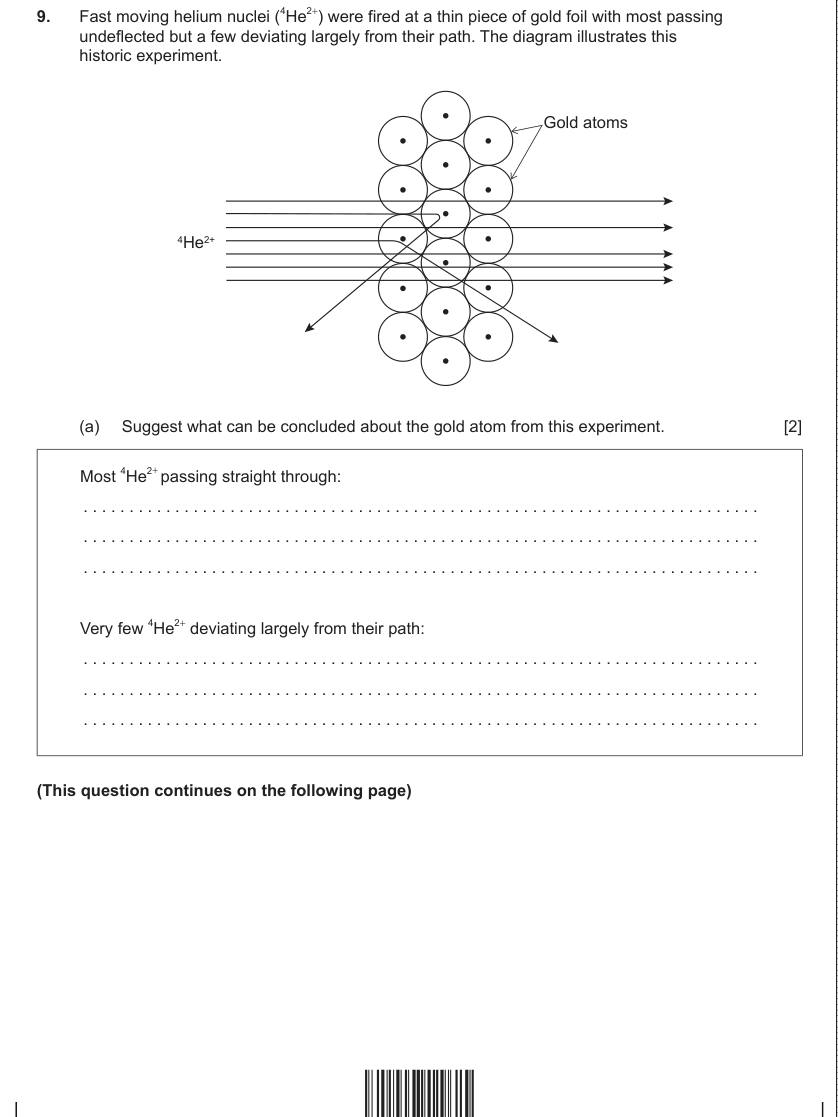 9. Fast moving helium nuclei (⁴He²⁺) were fired at a thin piece of gold foil with most passing
undeflected but a few deviating largely from their path. The diagram illustrates this
historic experiment.
Gold atoms
⁴He²⁺
(a) Suggest what can be concluded about the gold atom from this experiment. [2]
Most ⁴He²⁺ passing straight through:
Very few ⁴He²⁺ deviating largely from their path:
(This question continues on the following page)